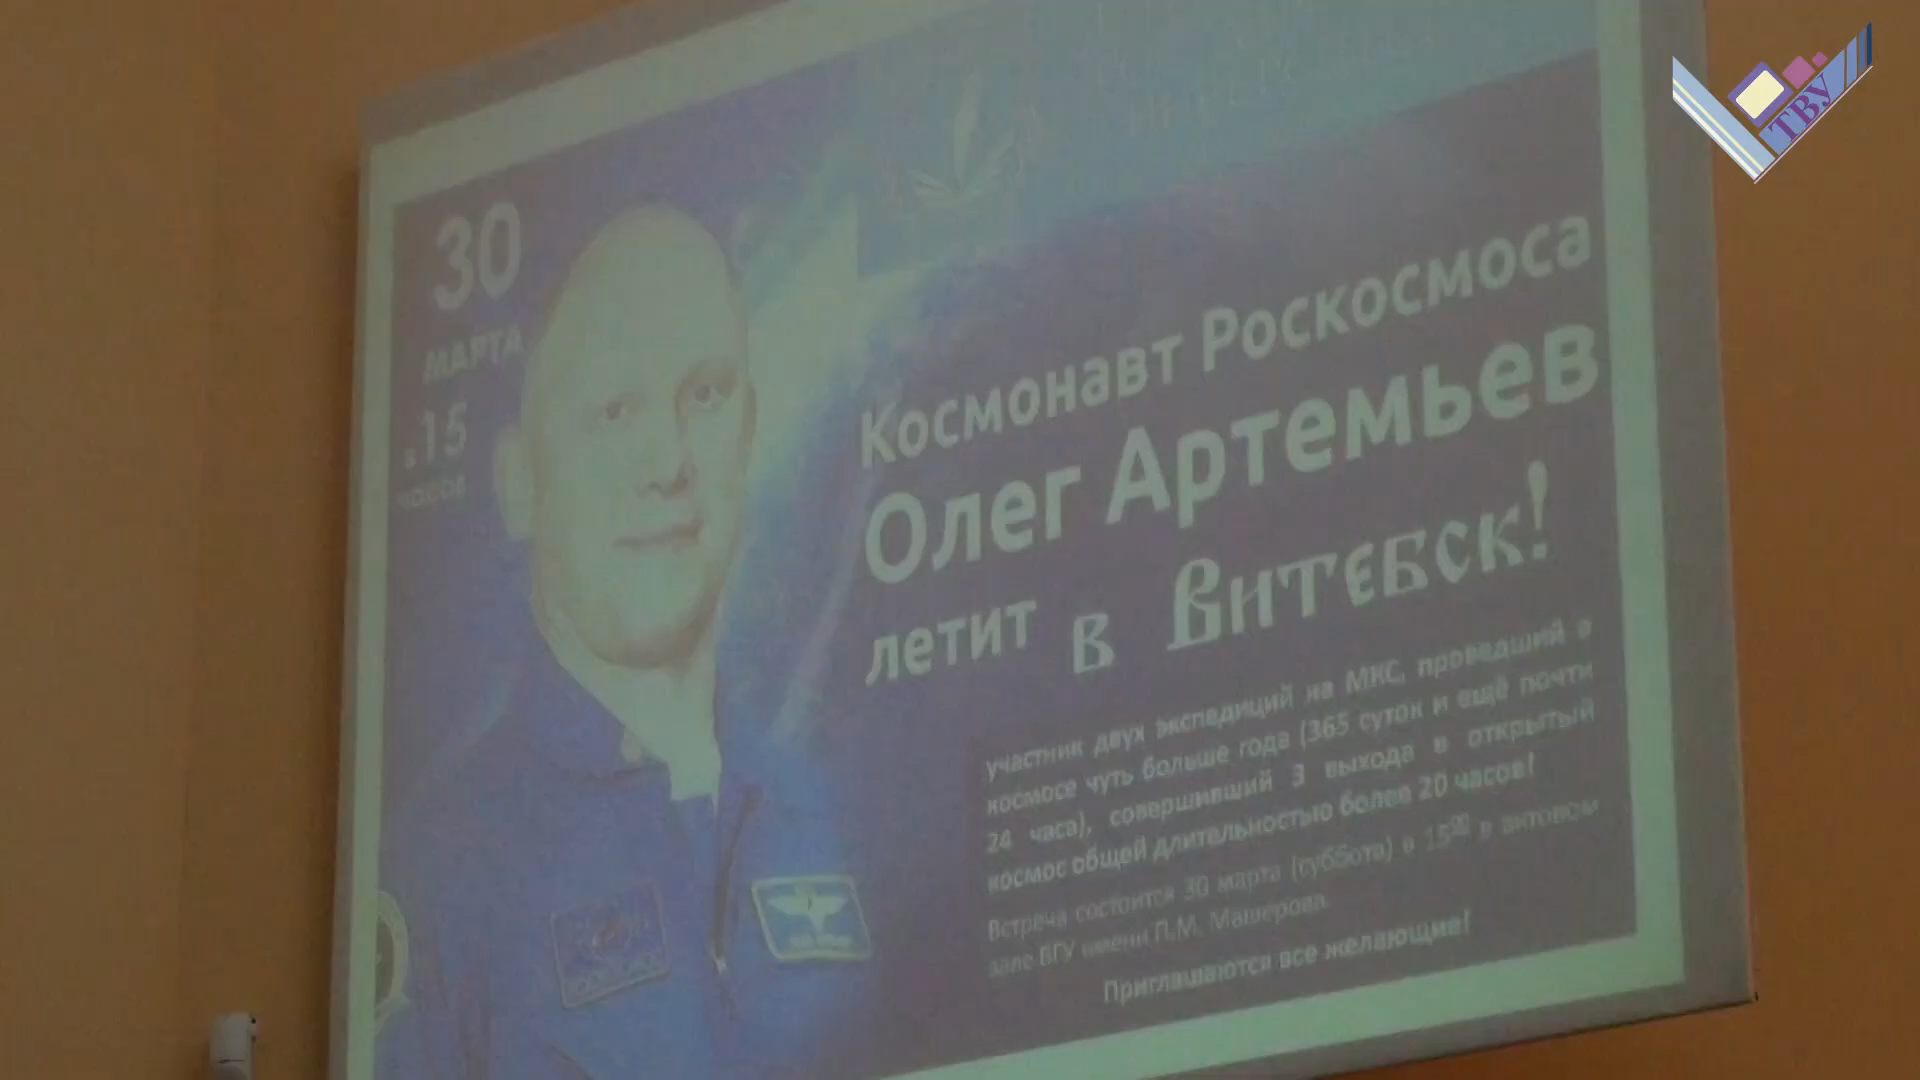 ТВУ
30
МАРТА
в 15
часов
Космонавт Роскосмоса
Олег Артемьев
летит в Витебск!
участник двух экспедиций на МКС, проведший в
космосе чуть больше года (365 суток и ещё почти
24 часа), совершивший 3 выхода в открытый
космос общей длительностью более 20 часов!
Встреча состоится 30 марта (суббота) в 15⁰⁰ в актовом
зале ВГУ имени П.М. Машерова.
Приглашаются все желающие!